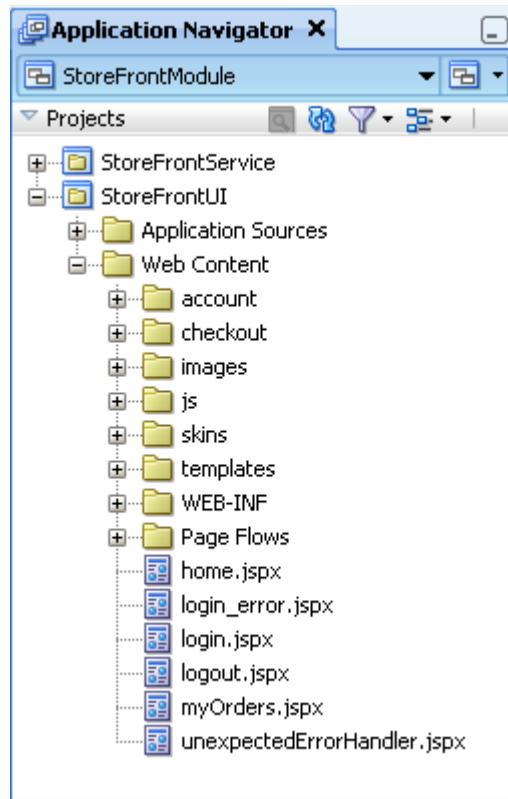 Application Navigator
StoreFrontModule
Projects
StoreFrontService
StoreFrontUI
Application Sources
Web Content
account
checkout
images
js
skins
templates
WEB-INF
Page Flows
home.jspx
login_error.jspx
login.jspx
logout.jspx
myOrders.jspx
unexpectedErrorHandler.jspx